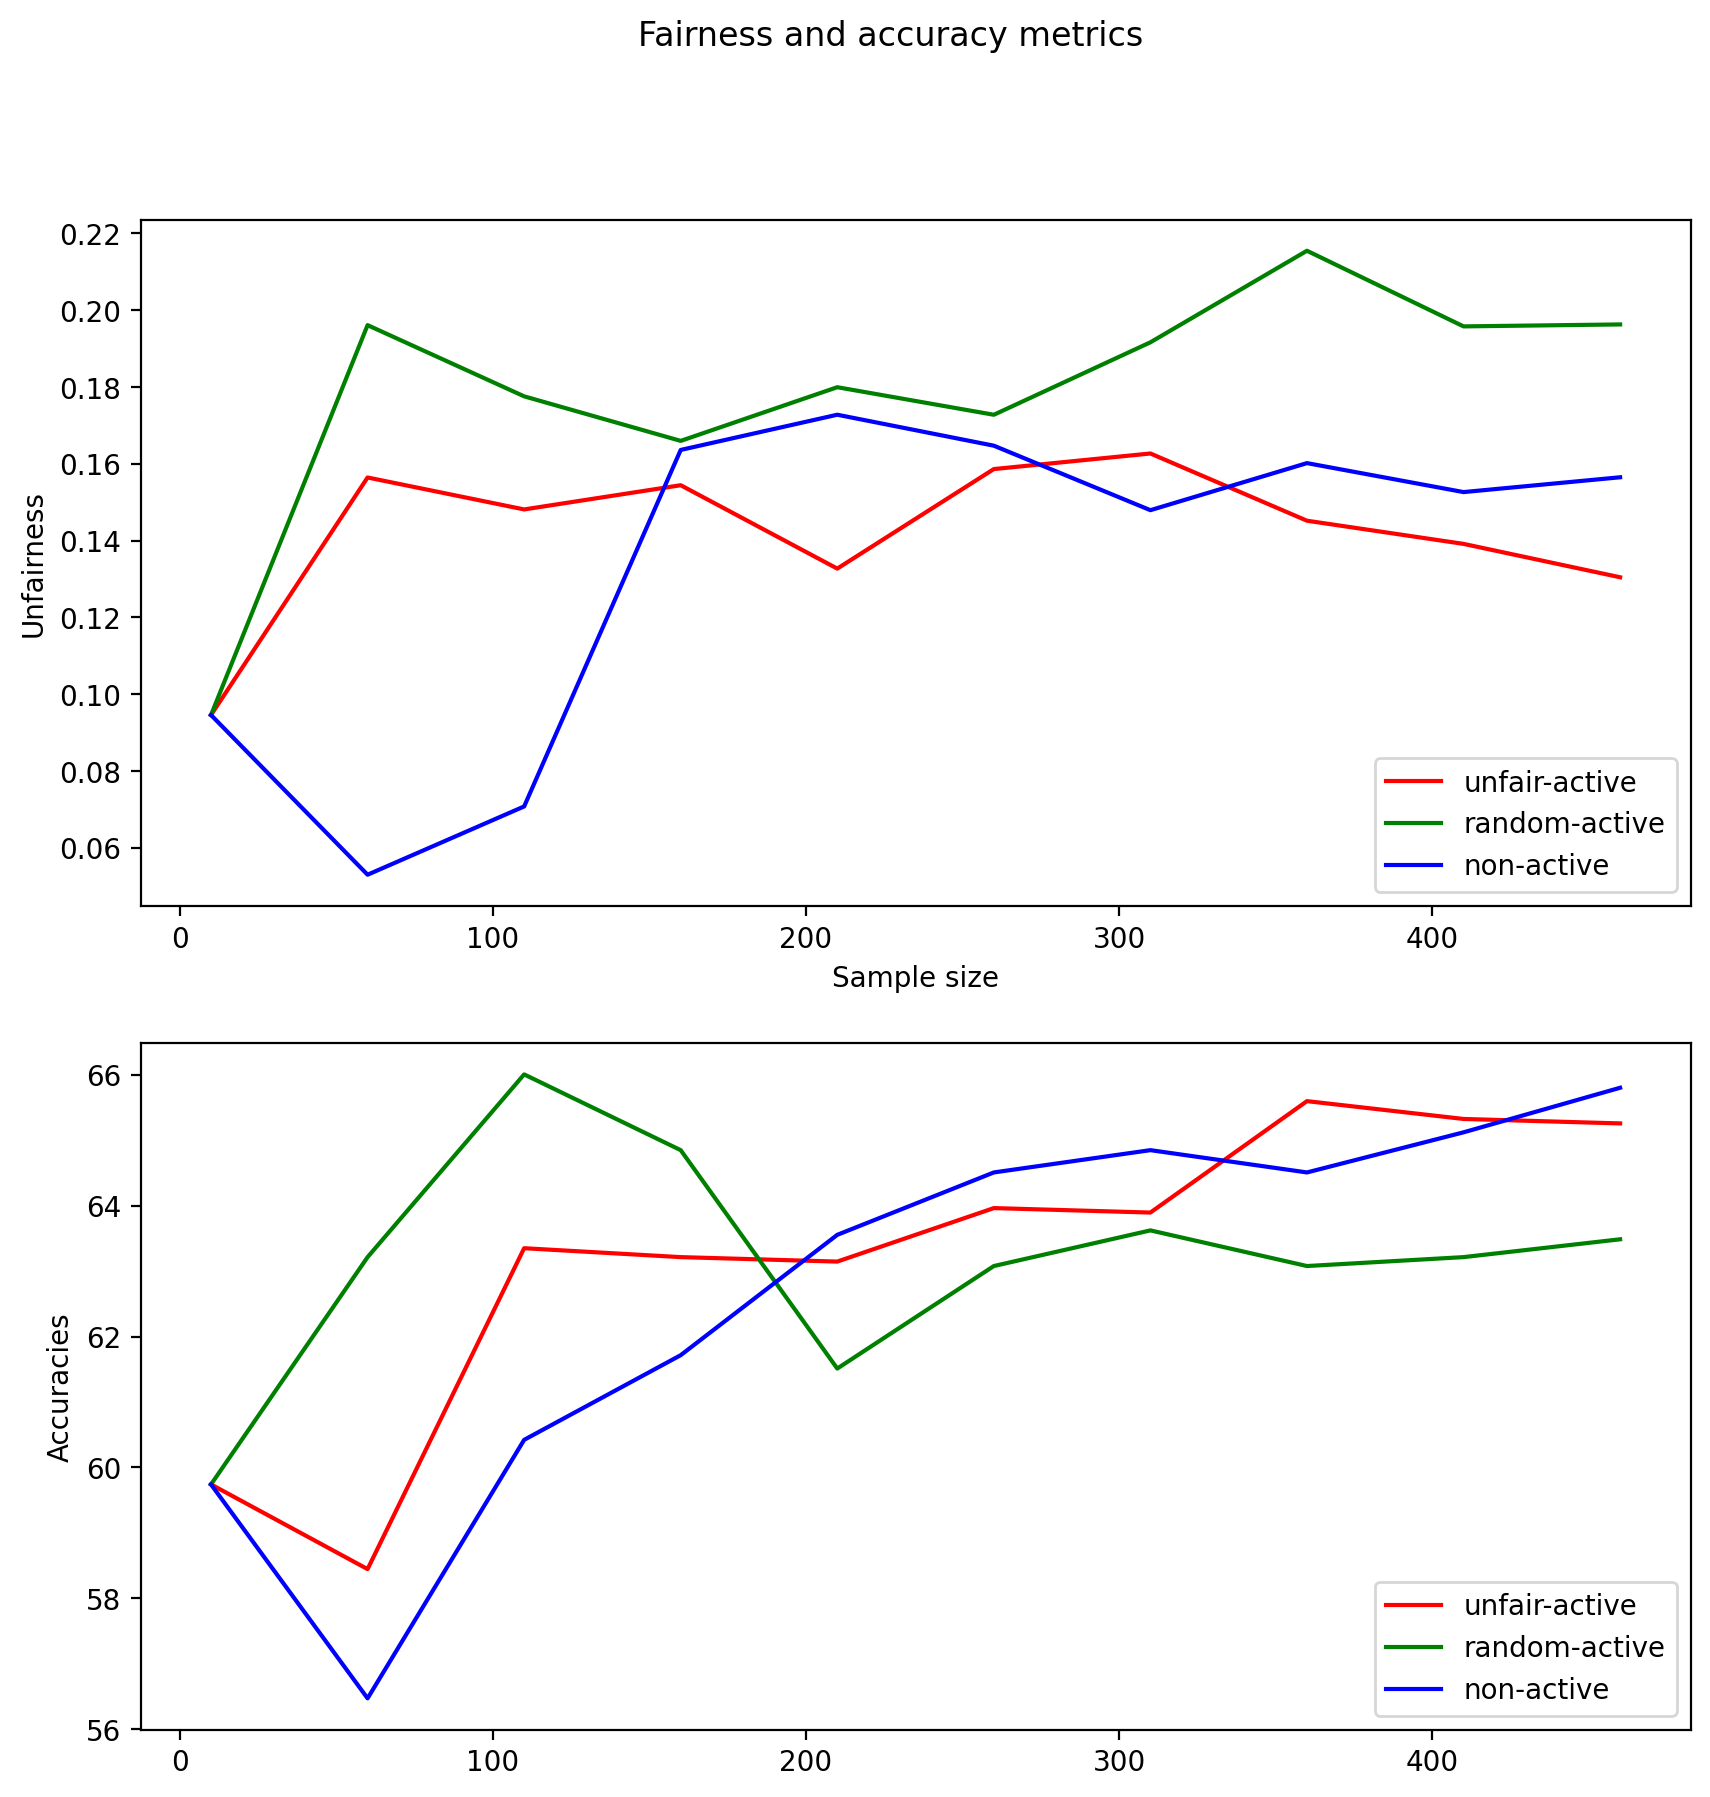 Fairness and accuracy metrics
0.22
0.20
0.18
0.16
0.14
0.12
0.10
0.08
0.06
Unfairness
unfair-active
random-active
non-active
0 100 200 300 400
Sample size
66
64
62
60
58
56
Accuracies
unfair-active
random-active
non-active
0 100 200 300 400